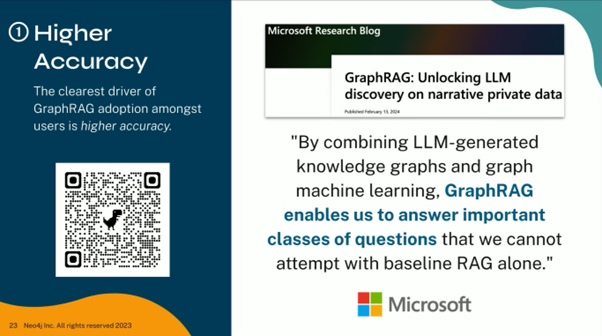 ① Higher
Accuracy
The clearest driver of
GraphRAG adoption amongst
users is higher accuracy.
23 Neo4j Inc. All rights reserved 2023
Microsoft Research Blog
GraphRAG: Unlocking LLM
discovery on narrative private data
Published February 13, 2024
"By combining LLM-generated
knowledge graphs and graph
machine learning, GraphRAG
enables us to answer important
classes of questions that we cannot
attempt with baseline RAG alone."
Microsoft